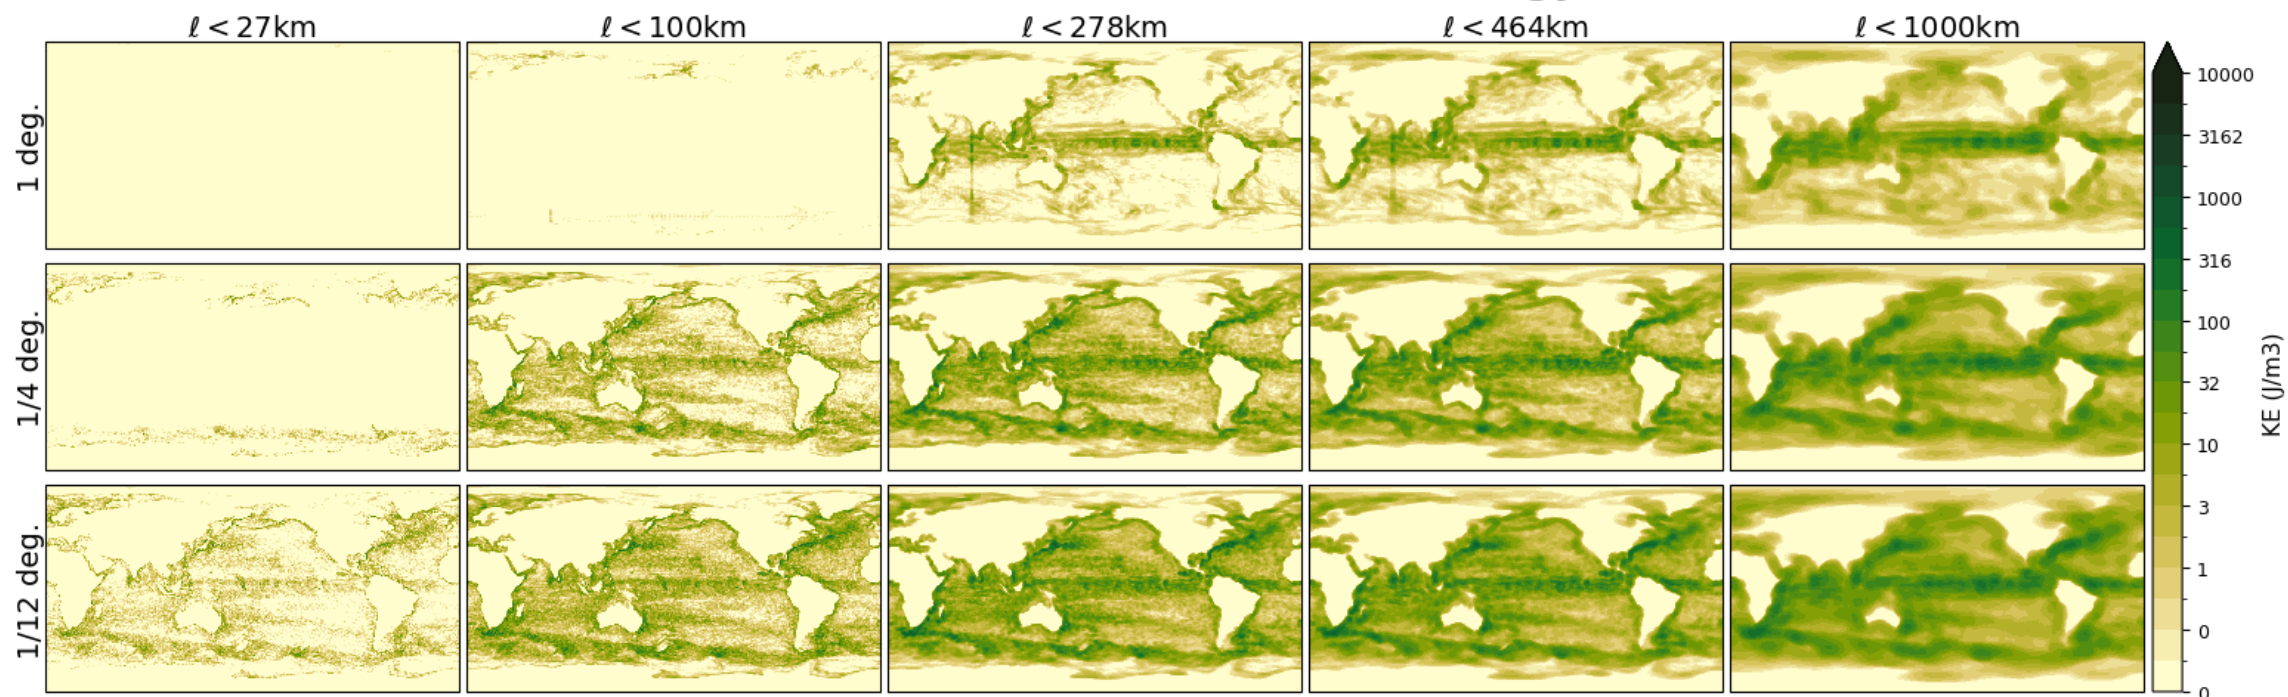 ℓ < 27km
ℓ < 100km
ℓ < 278km
ℓ < 464km
ℓ < 1000km
1 deg.
1/4 deg.
1/12 deg.
10000
3162
1000
316
100
32
10
3
1
0
0
KE (J/m3)